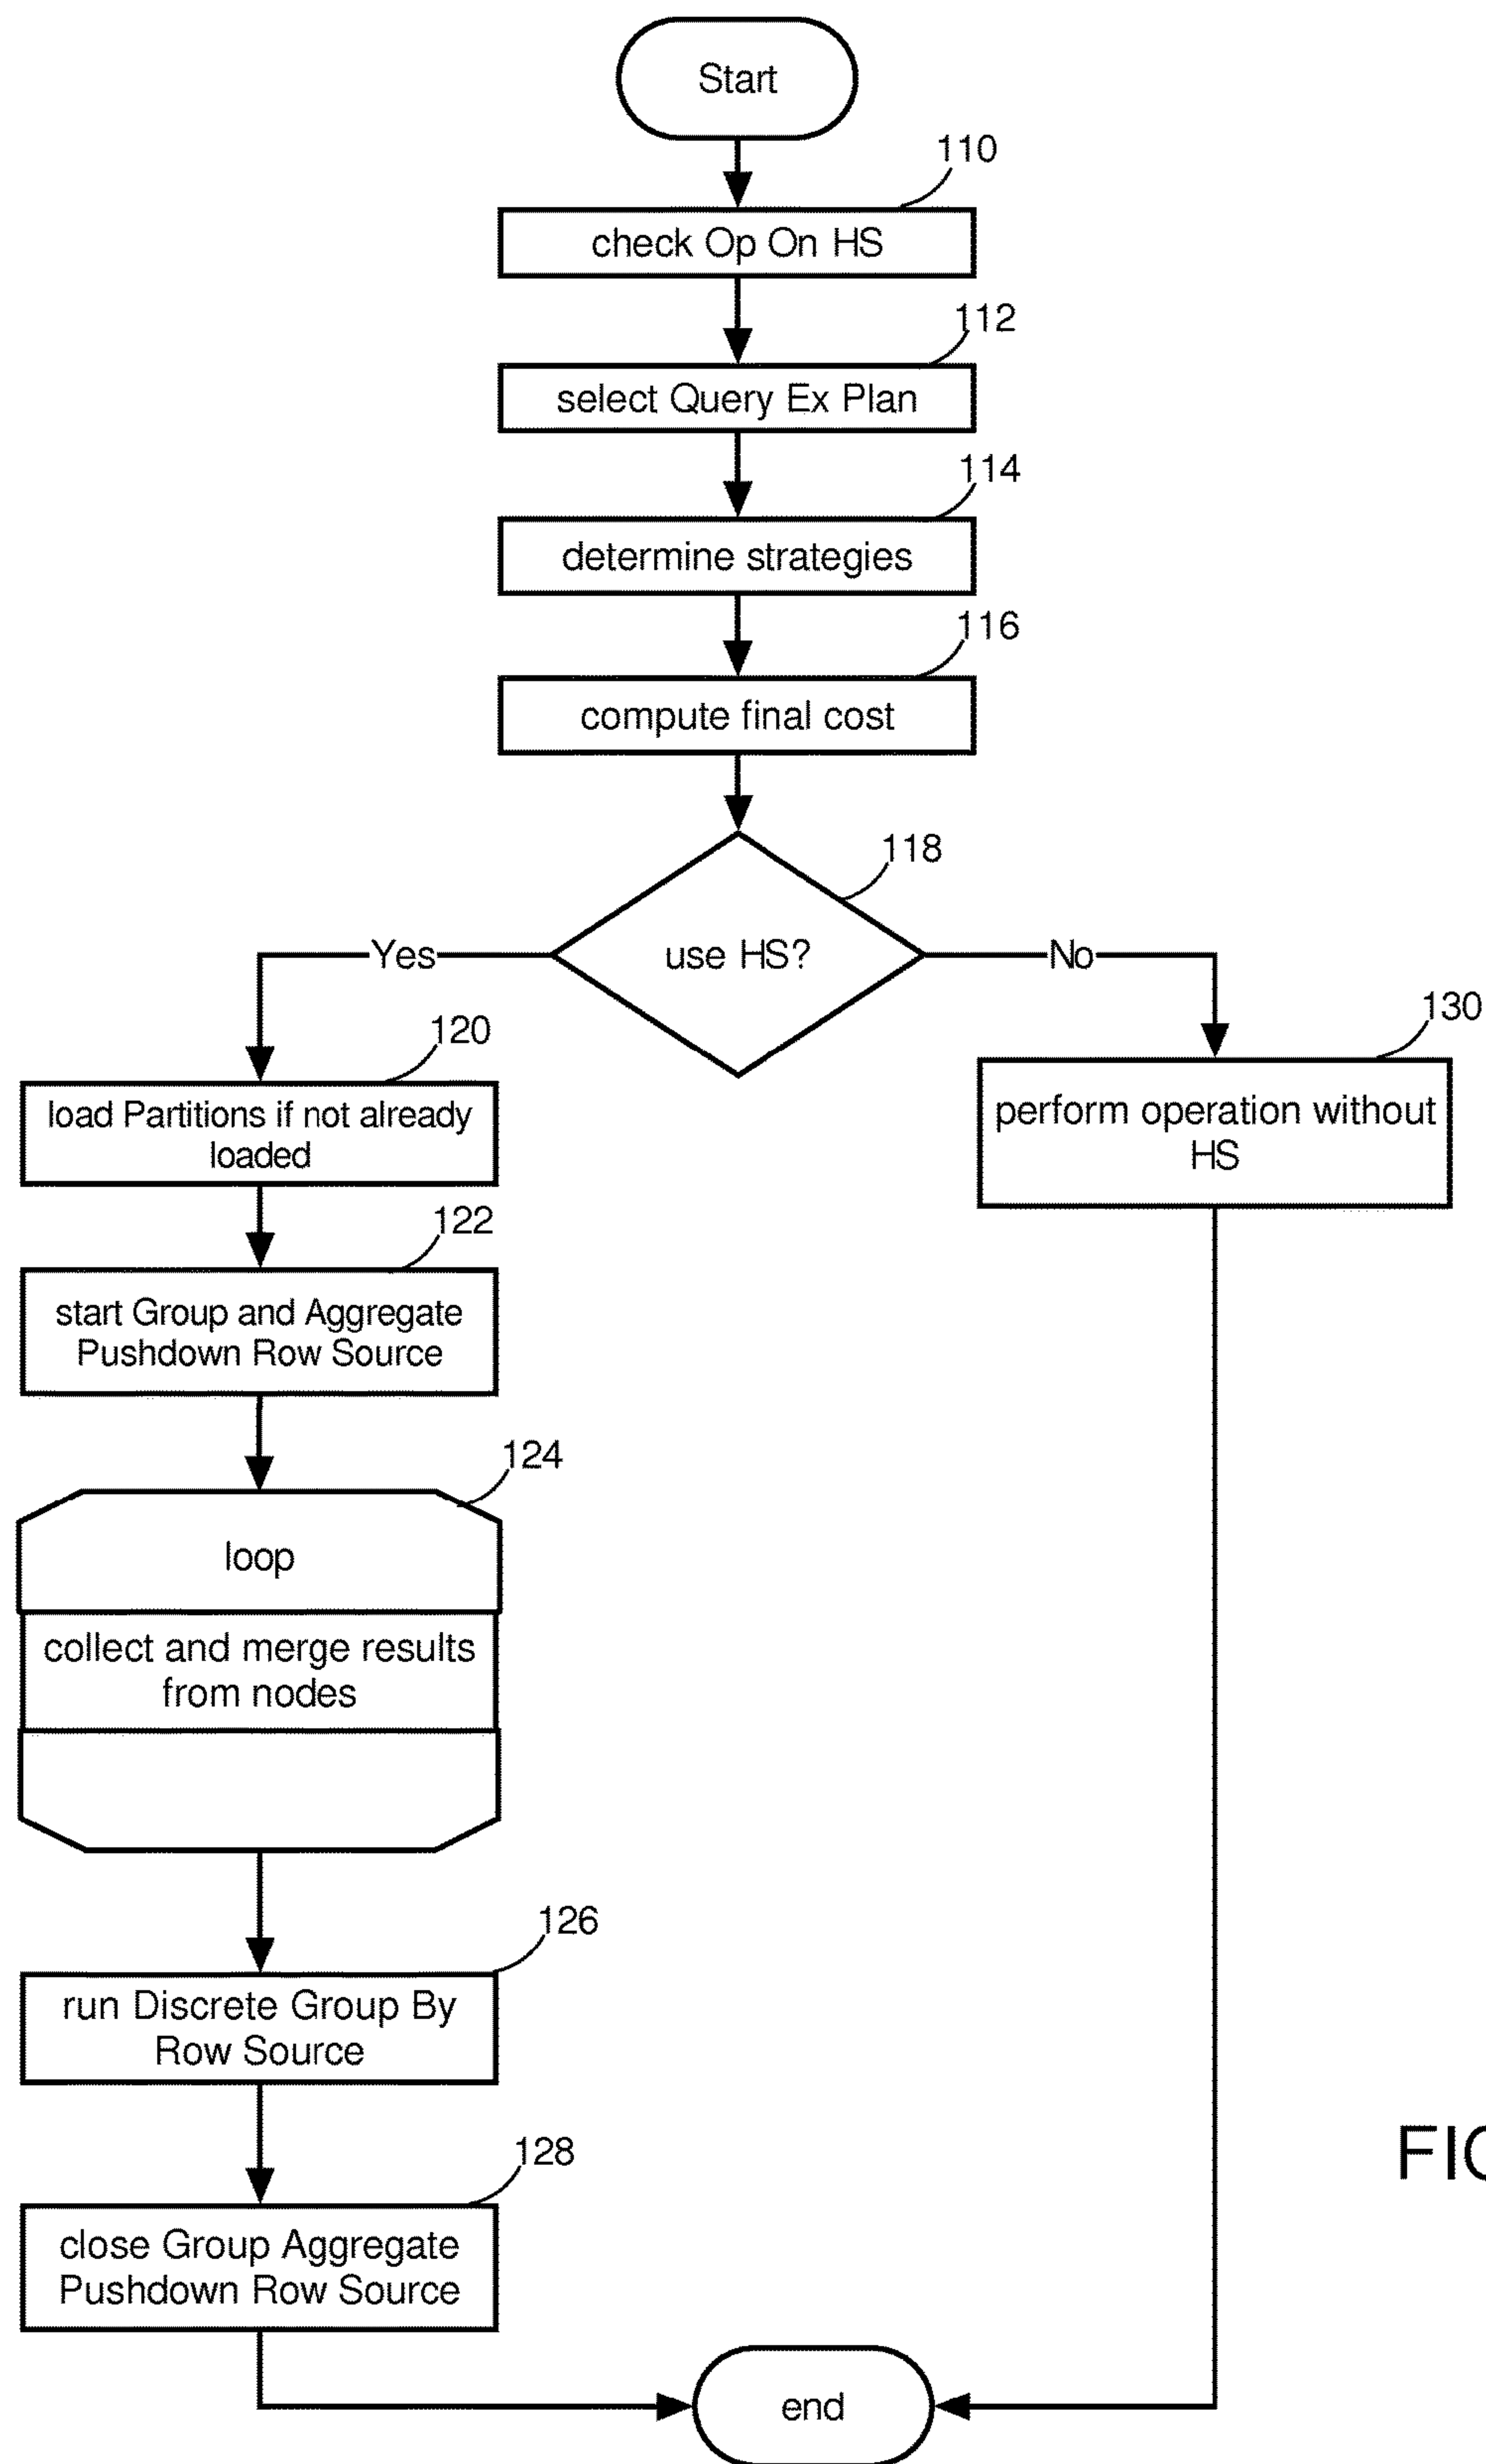 Start
110
check Op On HS
112
select Query Ex Plan
114
determine strategies
116
compute final cost
118
use HS?
Yes
No
120
load Partitions if not already
loaded
130
perform operation without
HS
122
start Group and Aggregate
Pushdown Row Source
124
loop
collect and merge results
from nodes
126
run Discrete Group By
Row Source
128
close Group Aggregate
Pushdown Row Source
end